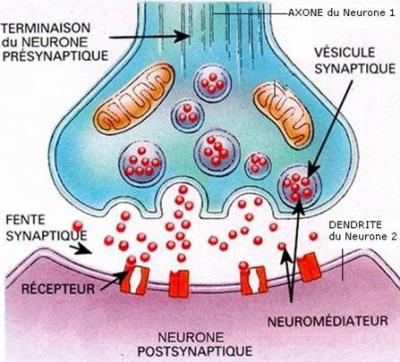 AXONE du Neurone 1
TERMINAISON
du NEURONE
PRÉSYNAPTIQUE
VÉSICULE
SYNAPTIQUE
FENTE
SYNAPTIQUE
DENDRITE
du Neurone 2
RÉCEPTEUR
NEUROMÉDIATEUR
NEURONE
POSTSYNAPTIQUE